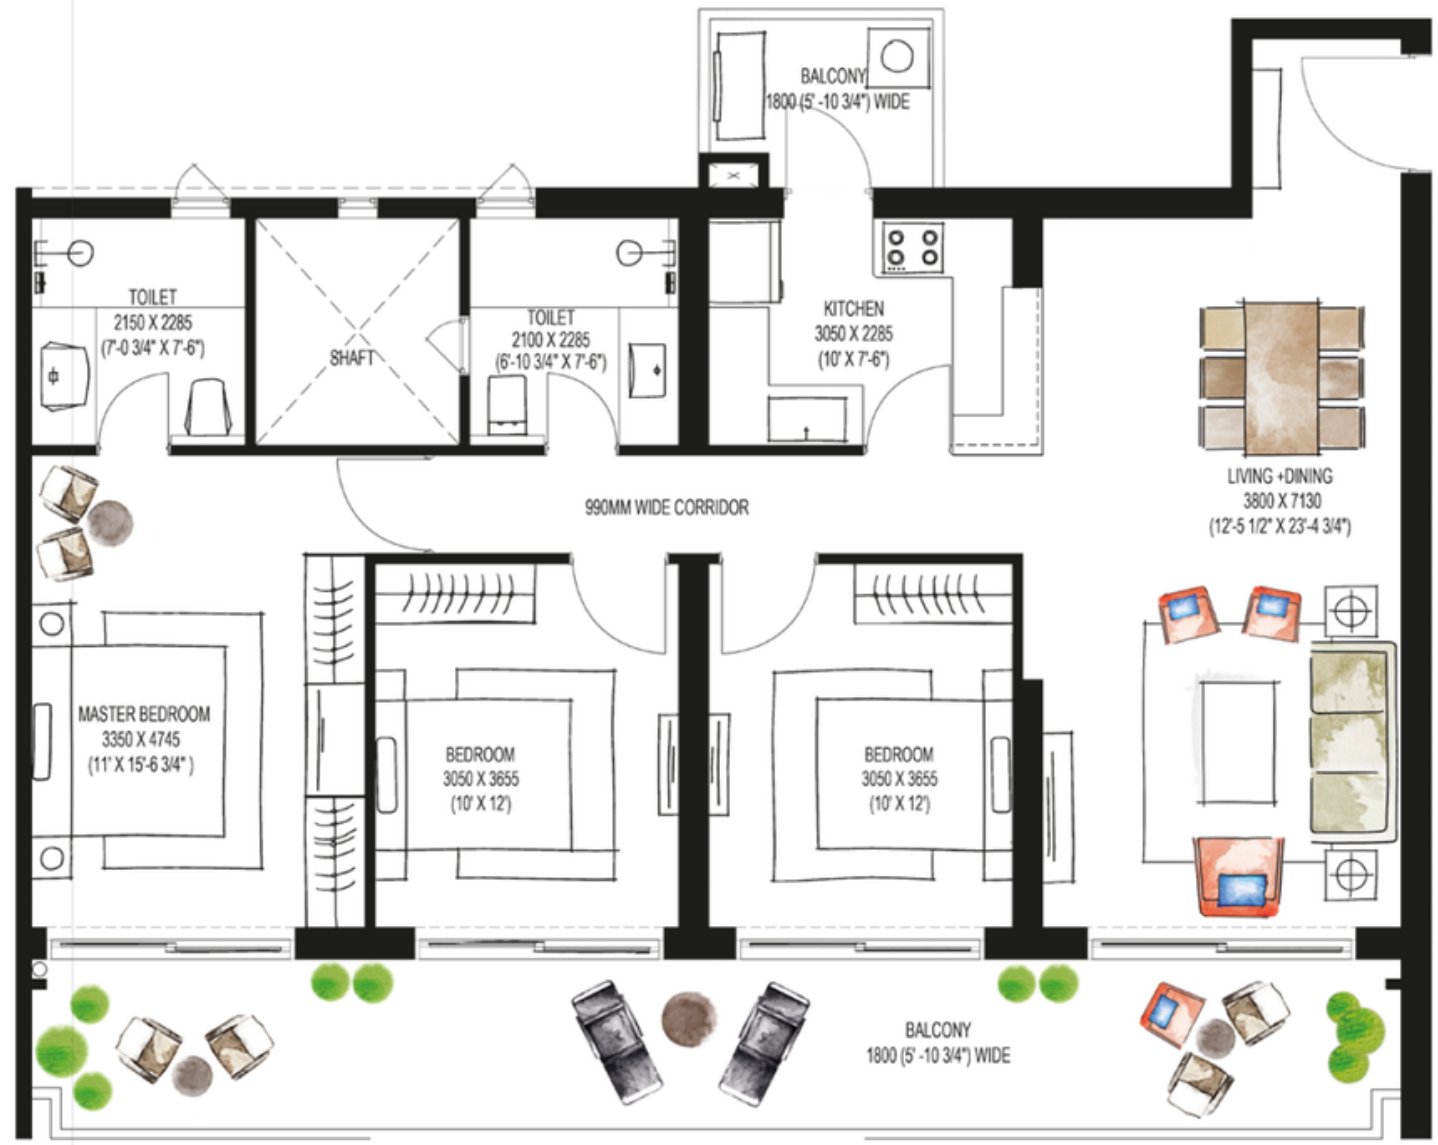 BALCONY
1800 (5' -10 3/4") WIDE
TOILET
2150 X 2285
(7'-0 3/4" X 7'-6")
SHAFT
TOILET
2100 X 2285
(6'-10 3/4" X 7'-6")
KITCHEN
3050 X 2285
(10' X 7'-6")
LIVING +DINING
3800 X 7130
(12'-5 1/2" X 23'-4 3/4")
990MM WIDE CORRIDOR
MASTER BEDROOM
3350 X 4745
(11' X 15'-6 3/4" )
BEDROOM
3050 X 3655
(10' X 12')
BEDROOM
3050 X 3655
(10' X 12')
BALCONY
1800 (5' -10 3/4") WIDE